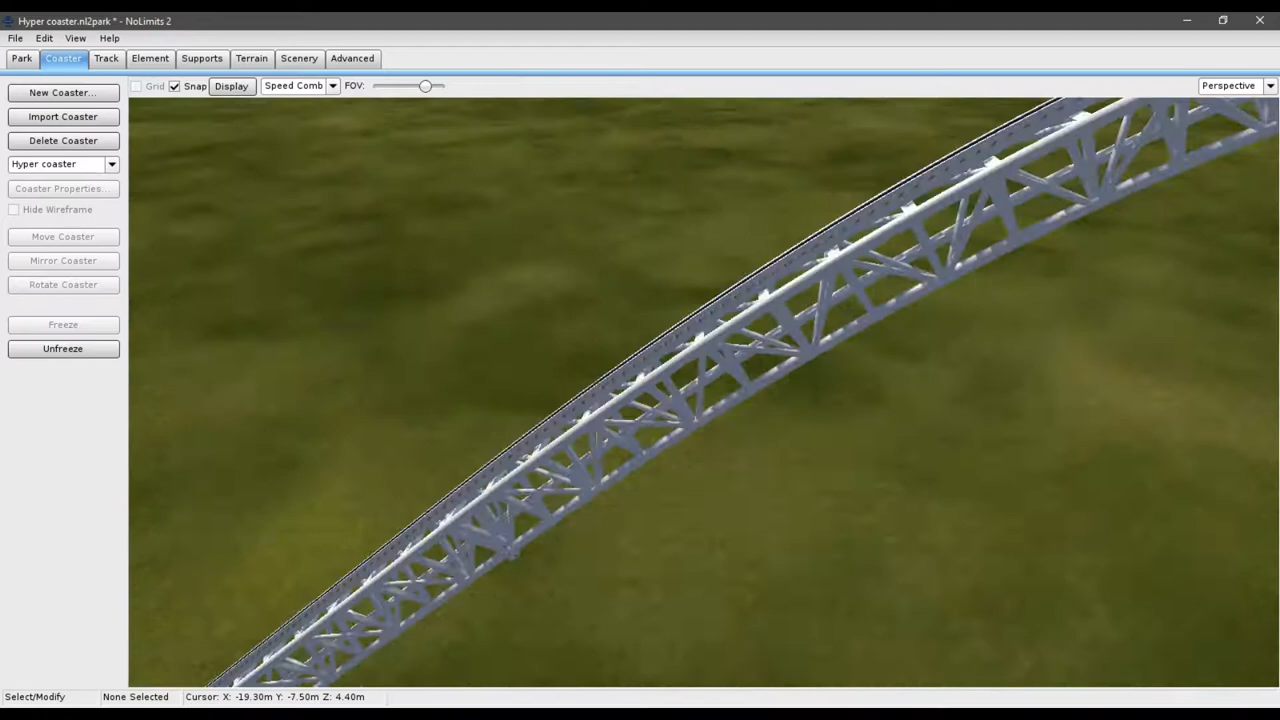 Hyper coaster.nl2park * - NoLimits 2
File Edit View Help
Park Coaster Track Element Supports Terrain Scenery Advanced
Grid Snap Display Speed Comb FOV: Perspective
New Coaster...
Import Coaster
Delete Coaster
Hyper coaster
Coaster Properties...
Hide Wireframe
Move Coaster
Mirror Coaster
Rotate Coaster
Freeze
Unfreeze
Select/Modify None Selected Cursor: X: -19.30m Y: -7.50m Z: 4.40m